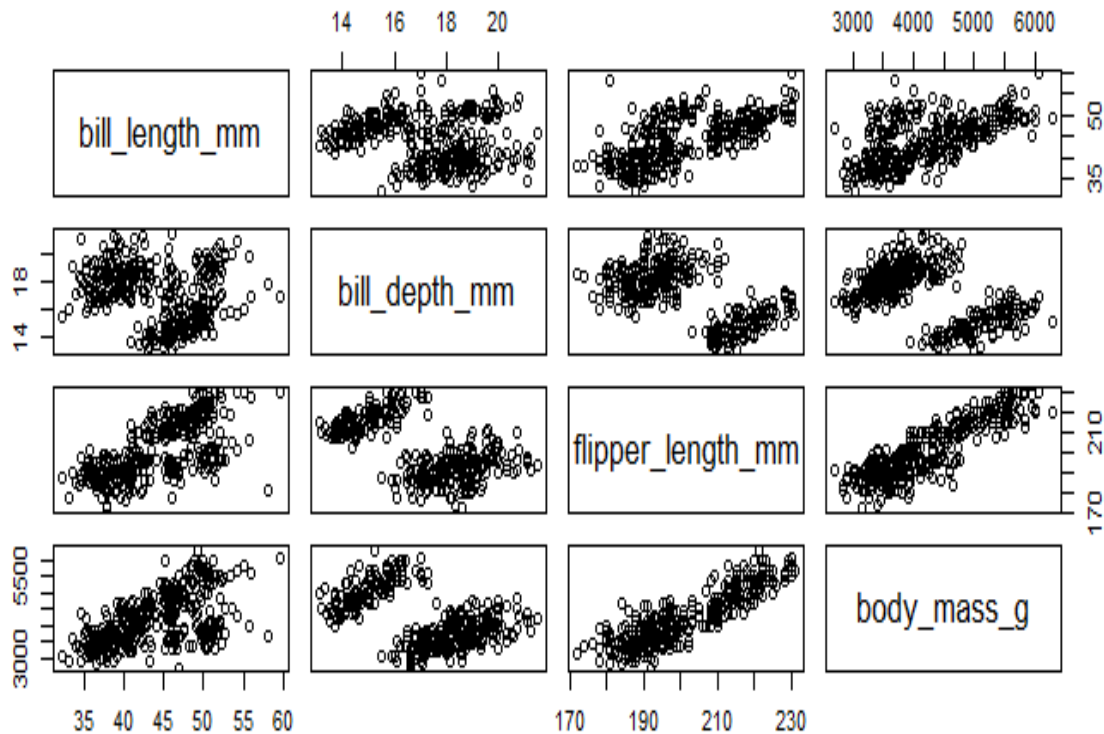 14 16 18 20
3000 4000 5000 6000
bill_length_mm
35 50
14 18
bill_depth_mm
flipper_length_mm
170 210
3000 5500
body_mass_g
35 40 45 50 55 60
170 190 210 230